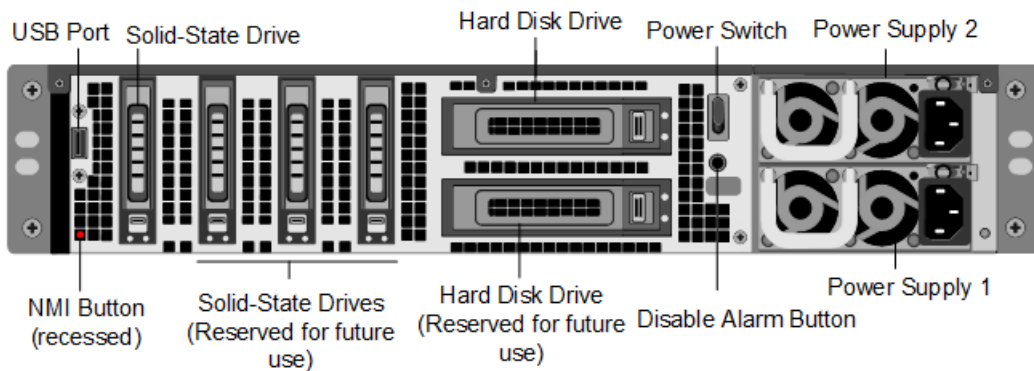 USB Port
Solid-State Drive
Hard Disk Drive
Power Switch
Power Supply 2
NMI Button
(recessed)
Solid-State Drives
(Reserved for future
use)
Hard Disk Drive
(Reserved for future
use)
Disable Alarm Button
Power Supply 1